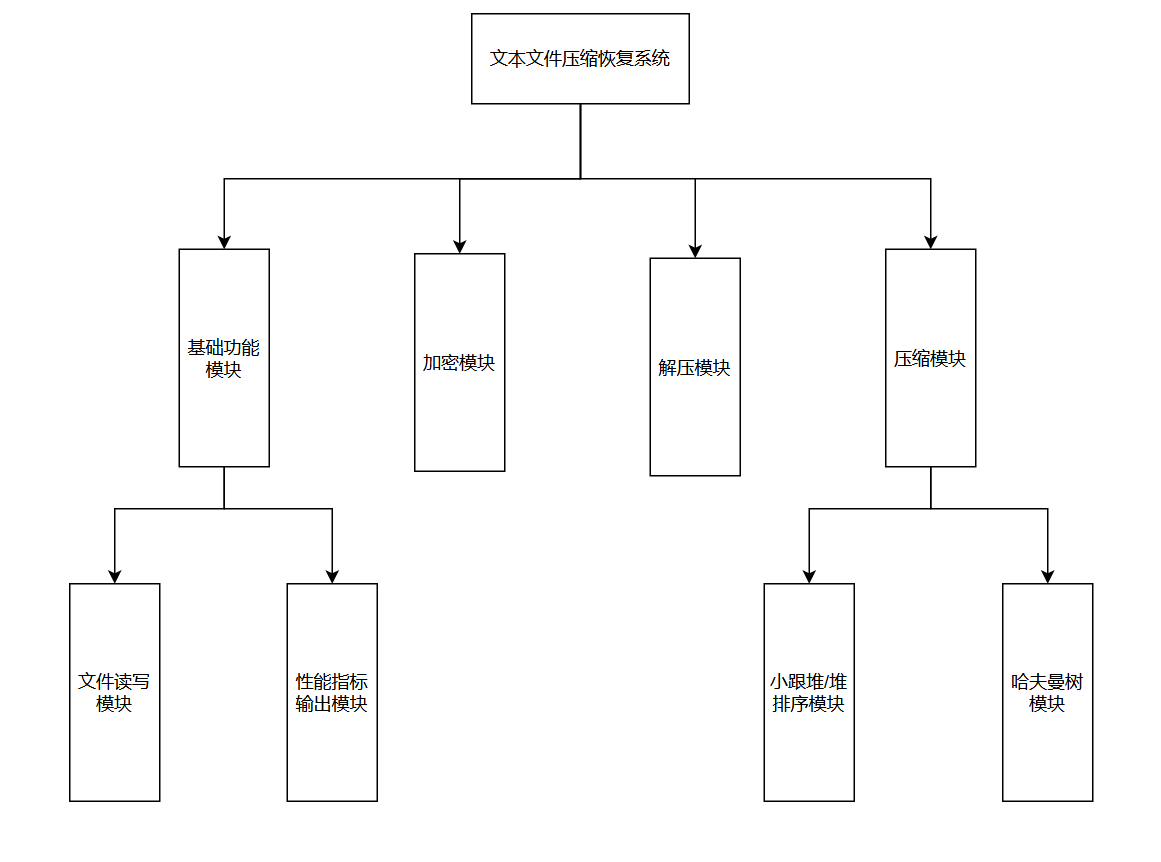 文本文件压缩恢复系统
基础功能
模块
加密模块
解压模块
压缩模块
文件读写
模块
性能指标
输出模块
小跟堆/堆
排序模块
哈夫曼树
模块